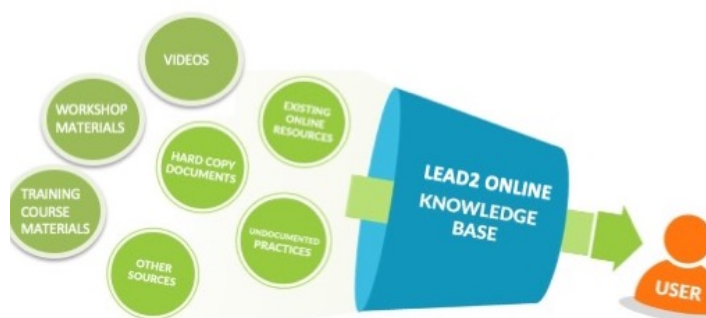 VIDEOS
WORKSHOP
MATERIALS
EXISTING
ONLINE
RESOURCES
HARD COPY
DOCUMENTS
TRAINING
COURSE
MATERIALS
UNDOCUMENTED
PRACTICES
OTHER
SOURCES
LEAD2 ONLINE
KNOWLEDGE
BASE
USER